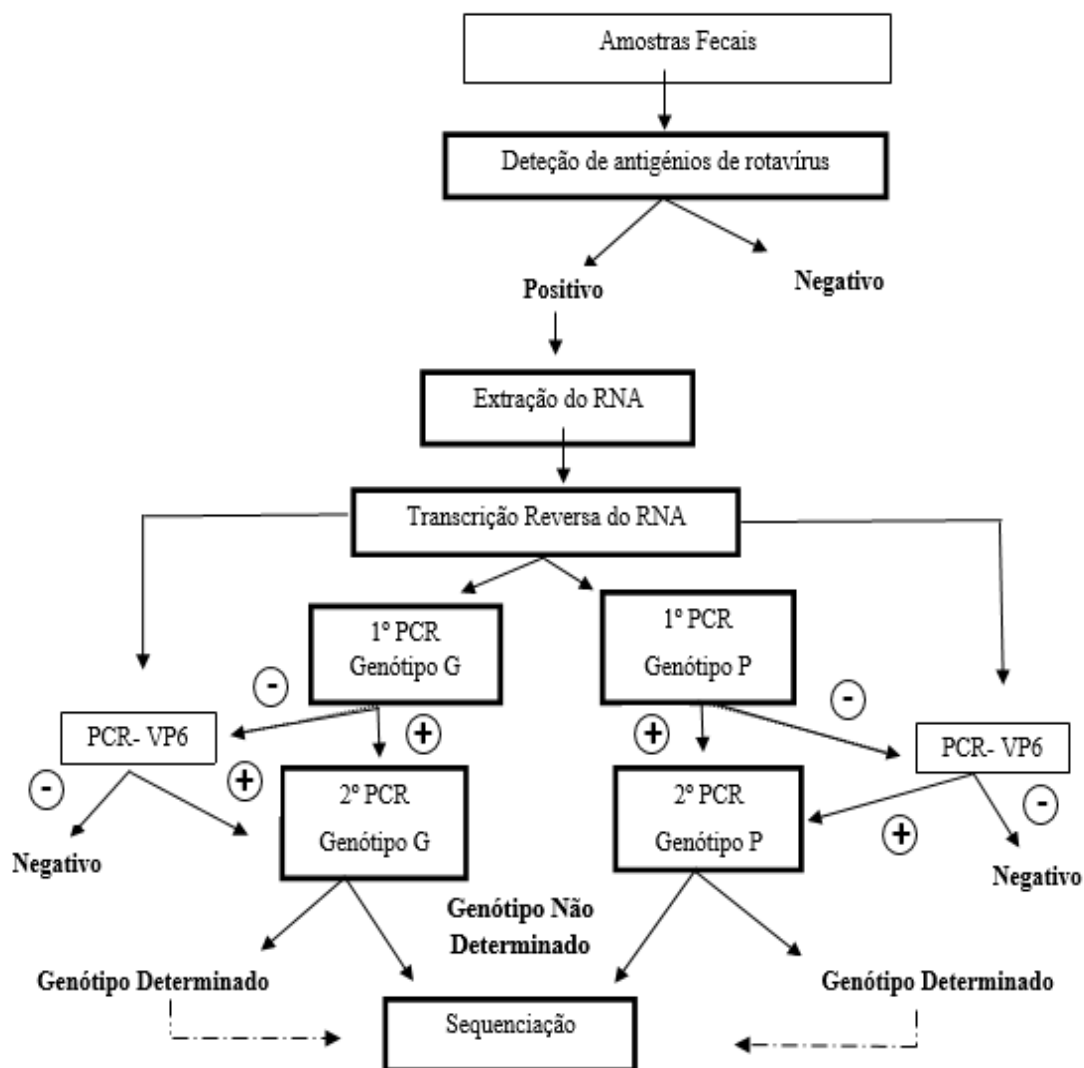 Amostras Fecais
Deteção de antigénios de rotavírus
Positivo
Negativo
Extração do RNA
Transcrição Reversa do RNA
1º PCR
Genótipo G
1º PCR
Genótipo P
-
+
+
-
PCR- VP6
PCR- VP6
-
+
2º PCR
Genótipo G
2º PCR
Genótipo P
+
-
Negativo
Negativo
Genótipo Não
Determinado
Genótipo Determinado
Genótipo Determinado
Sequenciação